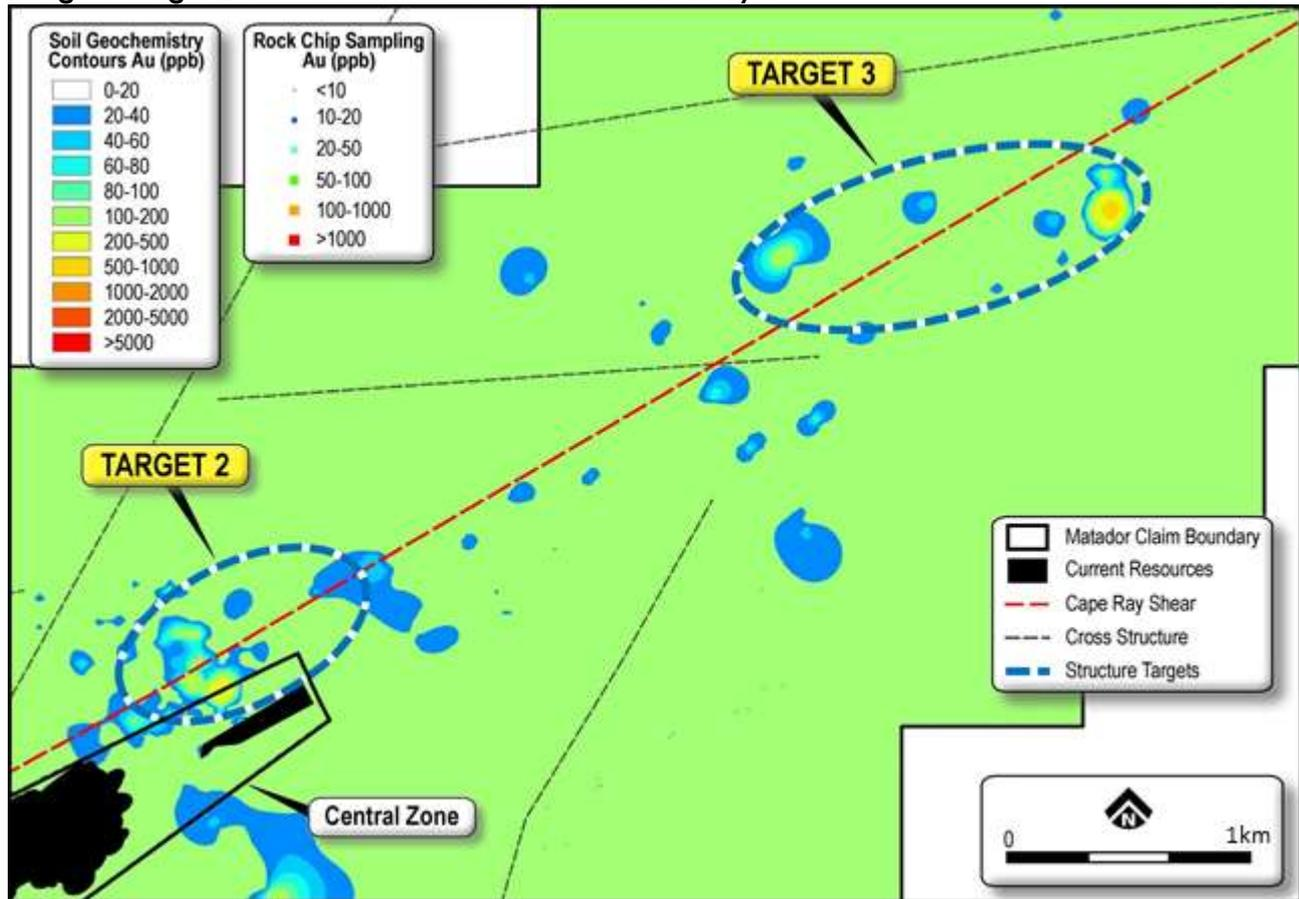 Soil Geochemistry
Contours Au (ppb)
0-20
20-40
40-60
60-80
80-100
100-200
200-500
500-1000
1000-2000
2000-5000
>5000
Rock Chip Sampling
Au (ppb)
<10
10-20
20-50
50-100
100-1000
>1000
TARGET 3
TARGET 2
Matador Claim Boundary
Current Resources
Cape Ray Shear
Cross Structure
Structure Targets
Central Zone
N
0
1km